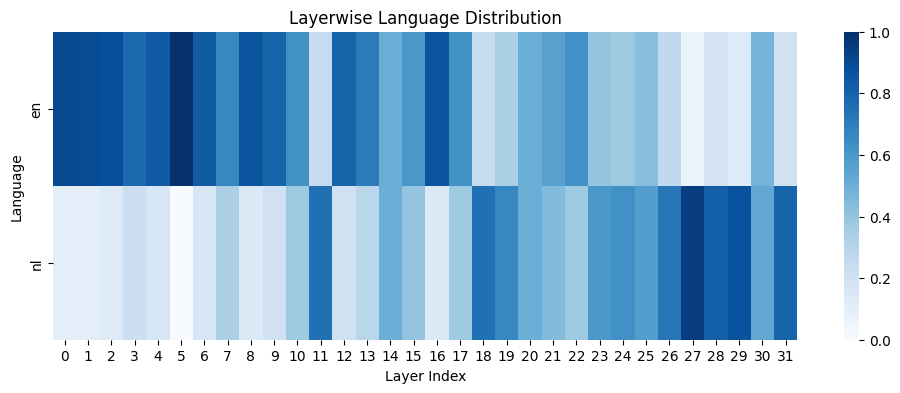 Layerwise Language Distribution
Language
en
nl
0 1 2 3 4 5 6 7 8 9 10 11 12 13 14 15 16 17 18 19 20 21 22 23 24 25 26 27 28 29 30 31
Layer Index
1.0
0.8
0.6
0.4
0.2
0.0